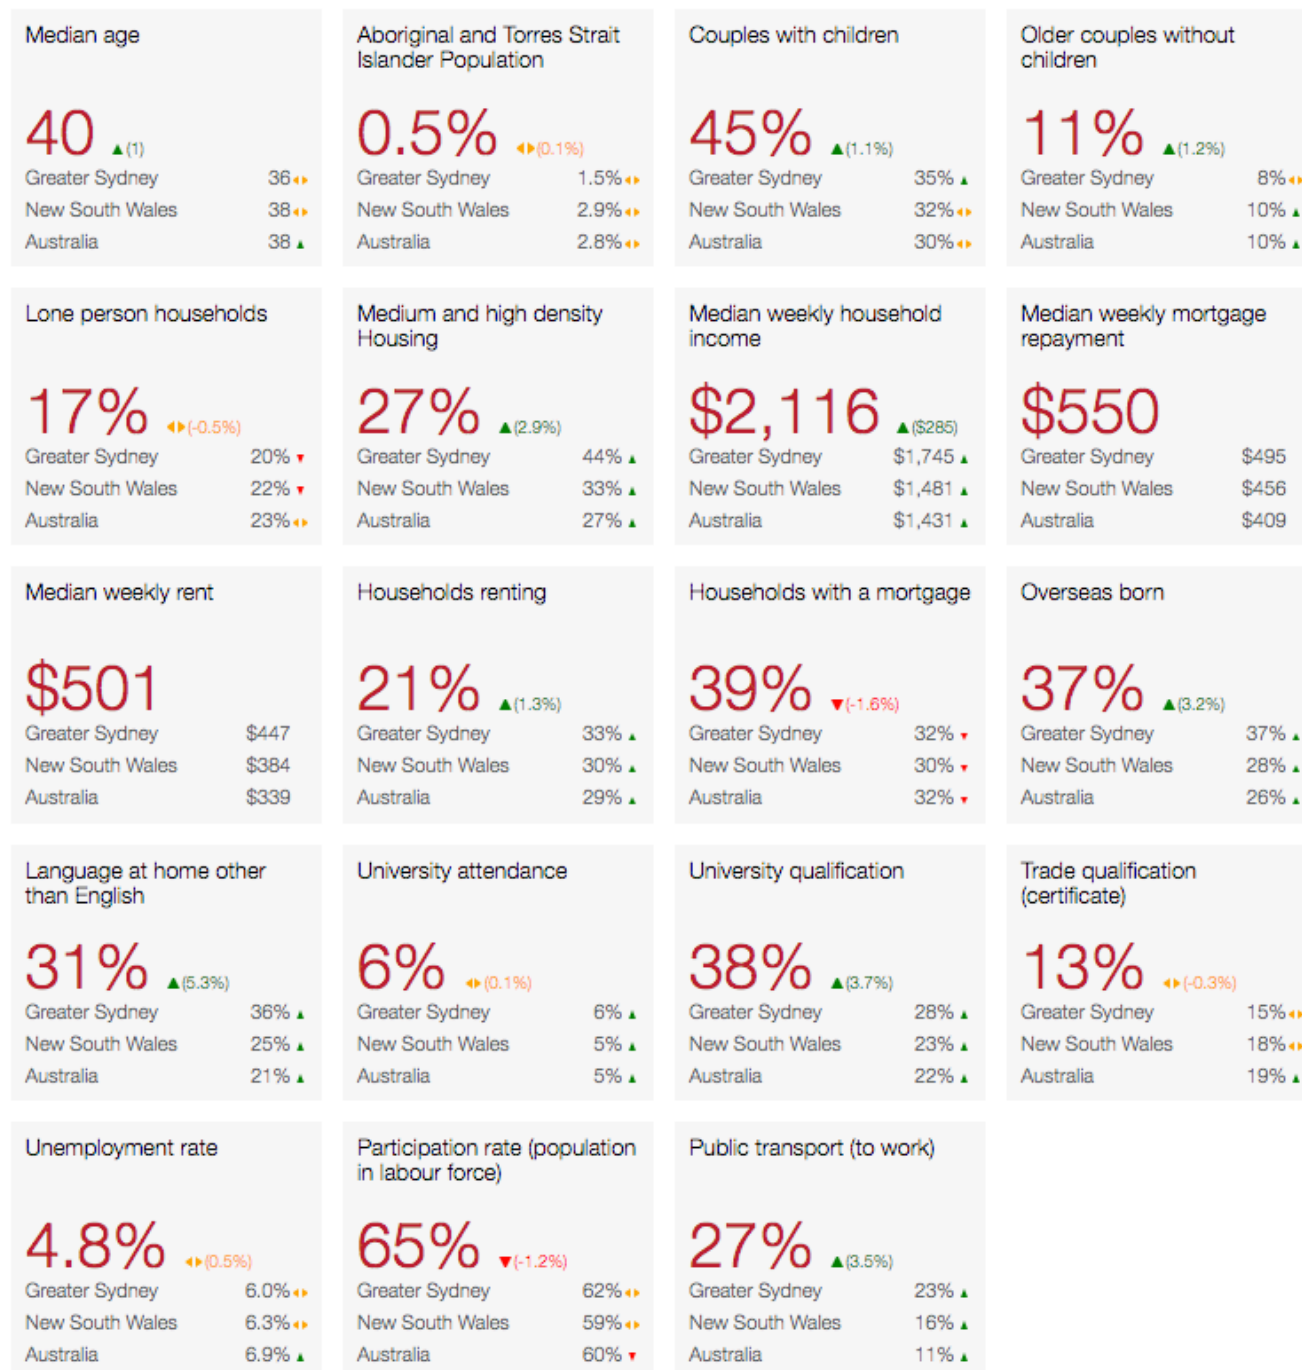 Median age
40 ▲(1)
Greater Sydney 36
New South Wales 38
Australia 38 ▲
Aboriginal and Torres Strait
Islander Population
0.5% ◂▸(0.1%)
Greater Sydney 1.5% ◂▸
New South Wales 2.9% ◂▸
Australia 2.8% ◂▸
Couples with children
45% ▲(1.1%)
Greater Sydney 35% ▲
New South Wales 32% ◂▸
Australia 30% ◂▸
Older couples without
children
11% ▲(1.2%)
Greater Sydney 8% ◂▸
New South Wales 10% ▲
Australia 10% ▲
Lone person households
17% ◂▸(-0.5%)
Greater Sydney 20% ▼
New South Wales 22% ▼
Australia 23% ◂▸
Medium and high density
Housing
27% ▲(2.9%)
Greater Sydney 44% ▲
New South Wales 33% ▲
Australia 27% ▲
Median weekly household
income
$2,116 ▲($285)
Greater Sydney $1,745 ▲
New South Wales $1,481 ▲
Australia $1,431 ▲
Median weekly mortgage
repayment
$550
Greater Sydney $495
New South Wales $456
Australia $409
Median weekly rent
$501
Greater Sydney $447
New South Wales $384
Australia $339
Households renting
21% ▲(1.3%)
Greater Sydney 33% ▲
New South Wales 30% ▲
Australia 29% ▲
Households with a mortgage
39% ▼(-1.6%)
Greater Sydney 32% ▼
New South Wales 30% ▼
Australia 32% ▼
Overseas born
37% ▲(3.2%)
Greater Sydney 37% ▲
New South Wales 28% ▲
Australia 26% ▲
Language at home other
than English
31% ▲(5.3%)
Greater Sydney 36% ▲
New South Wales 25% ▲
Australia 21% ▲
University attendance
6% ◂▸(0.1%)
Greater Sydney 6% ▲
New South Wales 5% ▲
Australia 5% ▲
University qualification
38% ▲(3.7%)
Greater Sydney 28% ▲
New South Wales 23% ▲
Australia 22% ▲
Trade qualification
(certificate)
13% ◂▸(-0.3%)
Greater Sydney 15% ◂▸
New South Wales 18% ◂▸
Australia 19% ▲
Unemployment rate
4.8% ◂▸(0.5%)
Greater Sydney 6.0% ◂▸
New South Wales 6.3% ◂▸
Australia 6.9% ▲
Participation rate (population
in labour force)
65% ▼(-1.2%)
Greater Sydney 62% ◂▸
New South Wales 59% ◂▸
Australia 60% ▼
Public transport (to work)
27% ▲(3.5%)
Greater Sydney 23% ▲
New South Wales 16% ▲
Australia 11% ▲